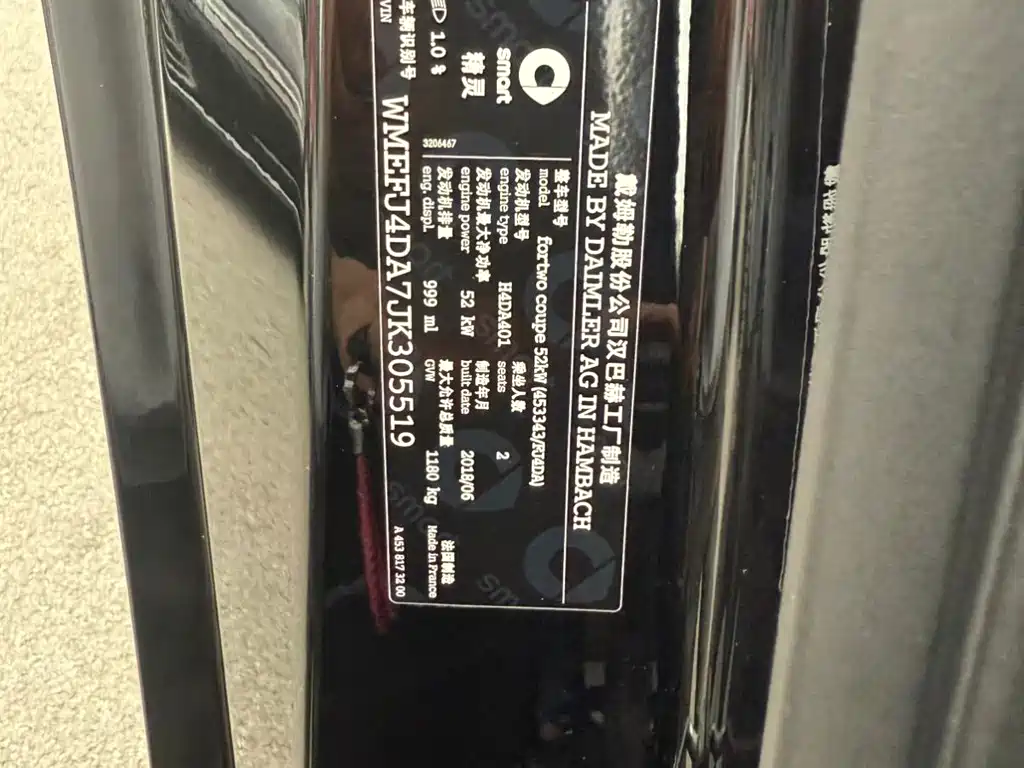 戴姆勒股份公司汉巴赫工厂制造
MADE BY DAIMLER AG IN HAMBACH
smart
精灵
整车型号
model fortwo coupe 52kW (453343/RJ4DA)
发动机型号 乘坐人数
engine type H4DA401 seats 2
发动机最大净功率 制造年月
engine power 52 kW built date 2018/06
发动机排量 最大允许总质量
eng. displ. 999 ml GVW 1180 kg
法国制造
Made in France
1.0 %
3206467
车辆识别号
VIN WMEFJ4DA7JK305519
A 453 817 32 00